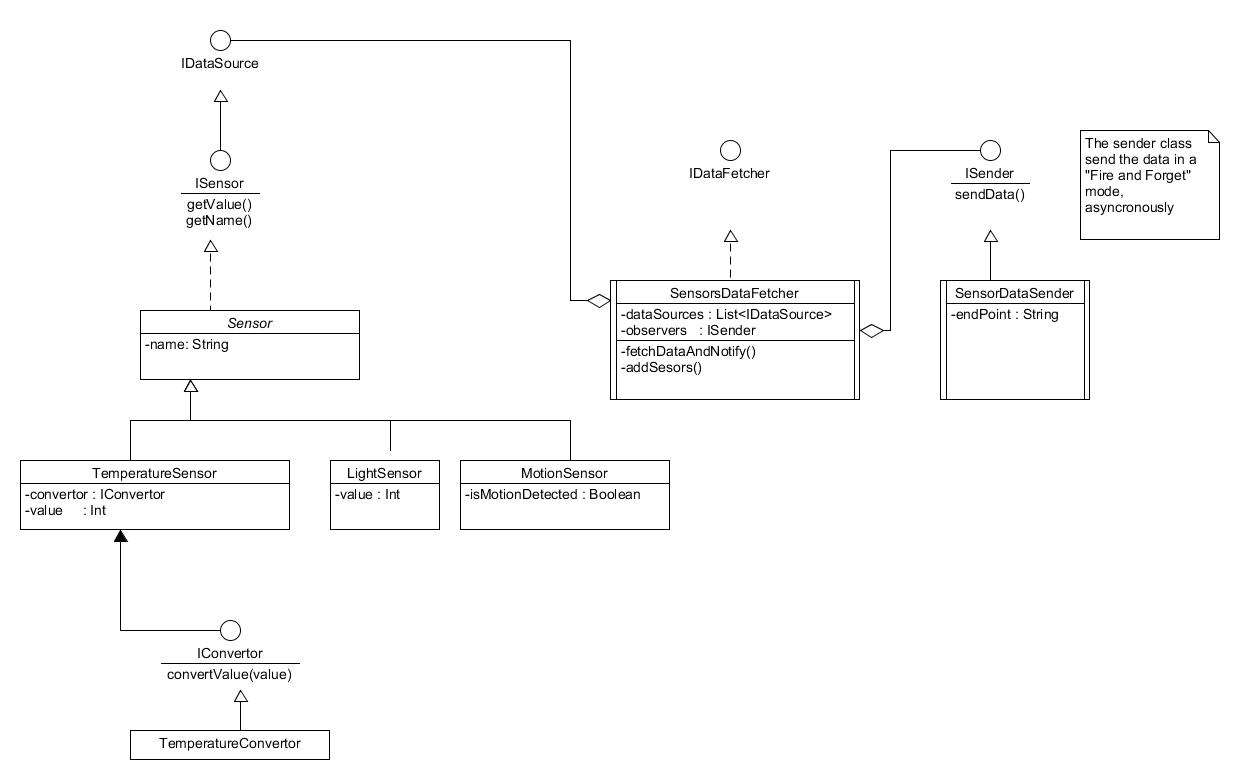 IDataSource
ISensor
getValue()
getName()
IDataFetcher
ISender
sendData()
The sender class
send the data in a
"Fire and Forget"
mode,
asyncronously
Sensor
-name: String
SensorsDataFetcher
-dataSources : List<IDataSource>
-observers : ISender
-fetchDataAndNotify()
-addSesors()
SensorDataSender
-endPoint : String
TemperatureSensor
-convertor : IConvertor
-value : Int
LightSensor
-value : Int
MotionSensor
-isMotionDetected : Boolean
IConvertor
convertValue(value)
TemperatureConvertor